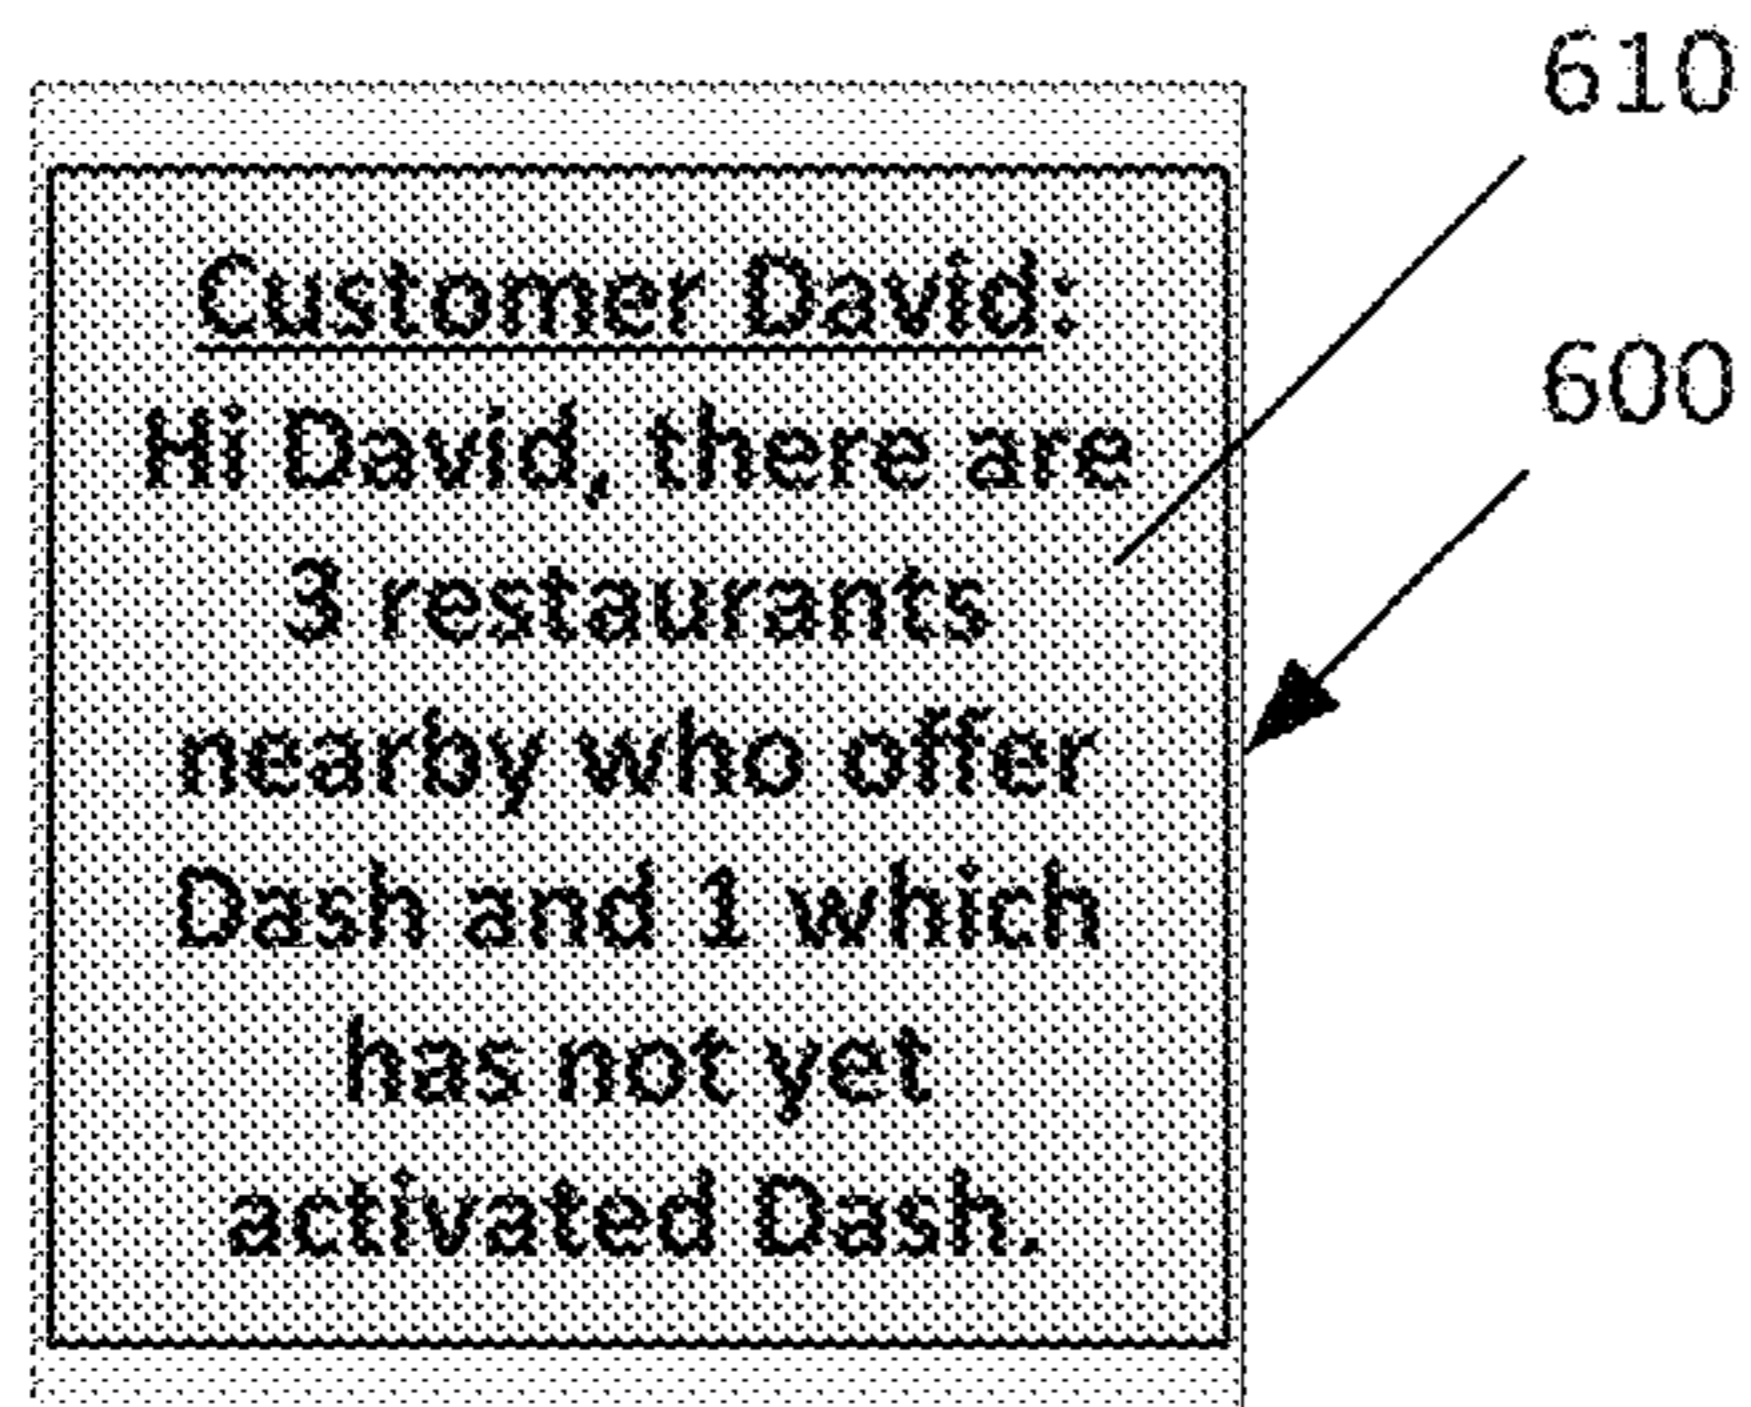 610
600
Customer David:
Hi David, there are
3 restaurants
nearby who offer
Dash and 1 which
has not yet
activated Dash.